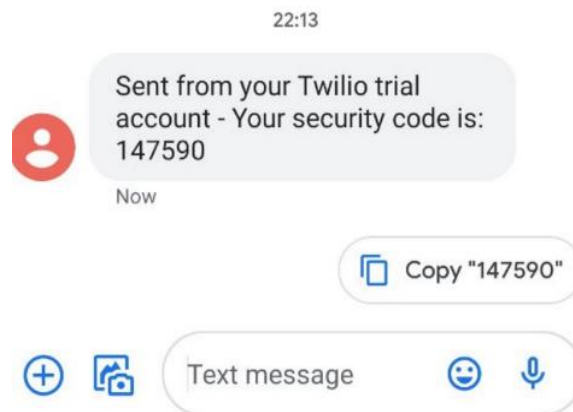 22:13
Sent from your Twilio trial
account - Your security code is:
147590
Now
Copy "147590"
Text message